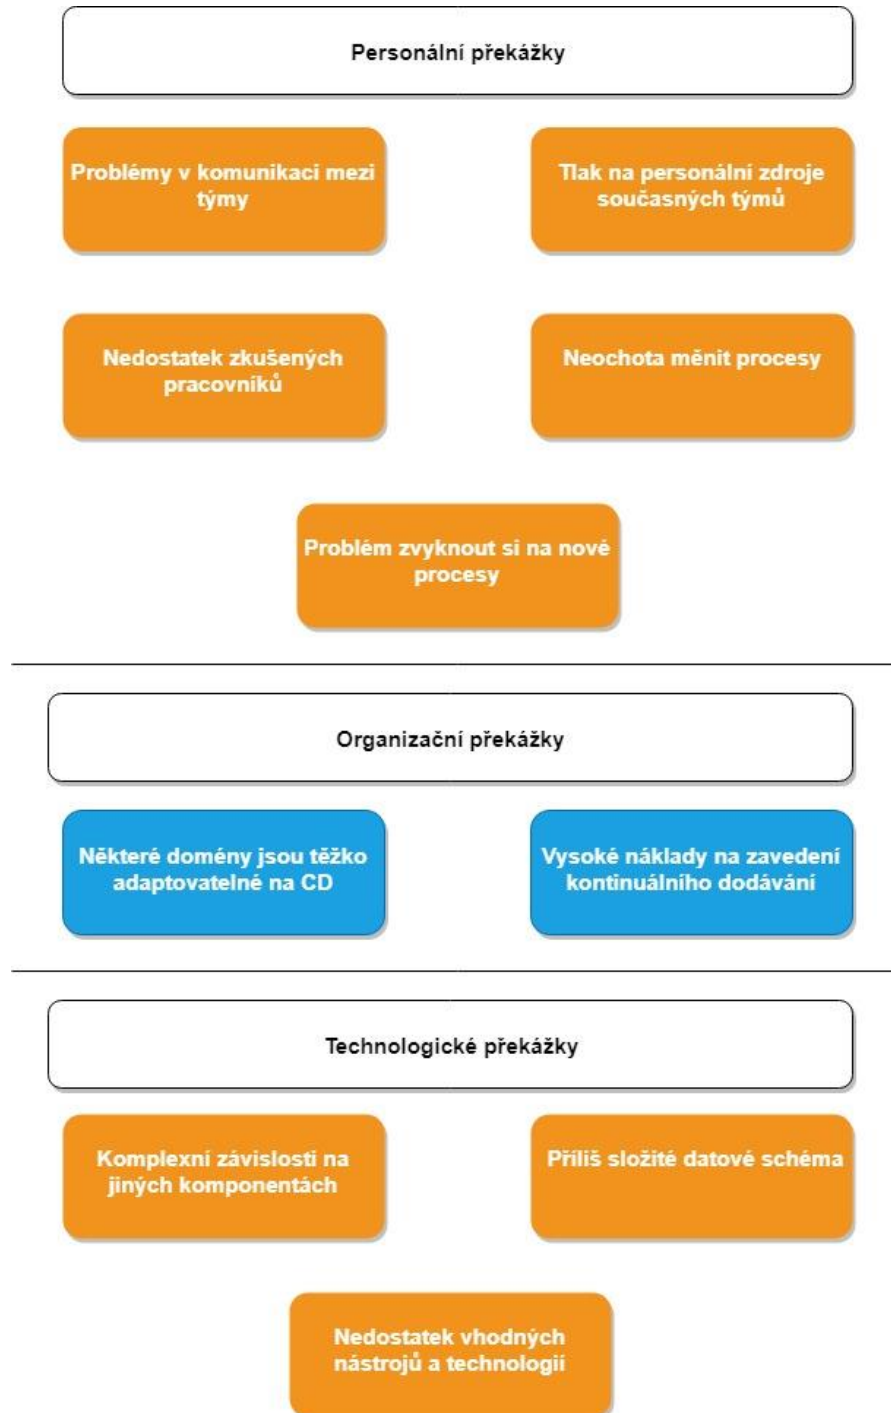 Personální překážky
Problémy v komunikaci mezi
týmy
Tlak na personální zdroje
současných týmů
Nedostatek zkušených
pracovníků
Neochota měnit procesy
Problém zvyknout si na nové
procesy
Organizační překážky
Některé domény jsou těžko
adaptovatelné na CD
Vysoké náklady na zavedení
kontinuálního dodávání
Technologické překážky
Komplexní závislosti na
jiných komponentách
Příliš složité datové schéma
Nedostatek vhodných
nástrojů a technologií